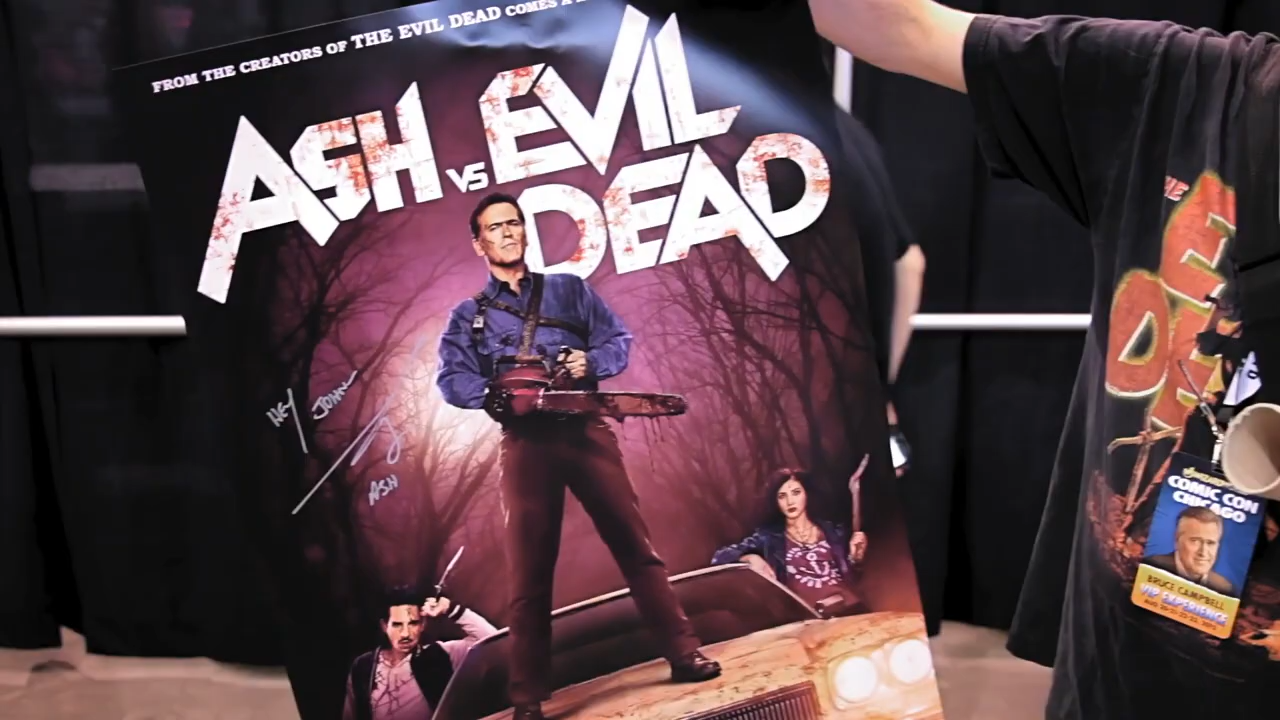 FROM THE CREATORS OF THE EVIL DEAD COMES A
ASH
VS
EVIL
DEAD
HEY JOHN
ASH
COMIC CON
CHICAGO
BRUCE CAMPBELL
VIP EXPERIENCE